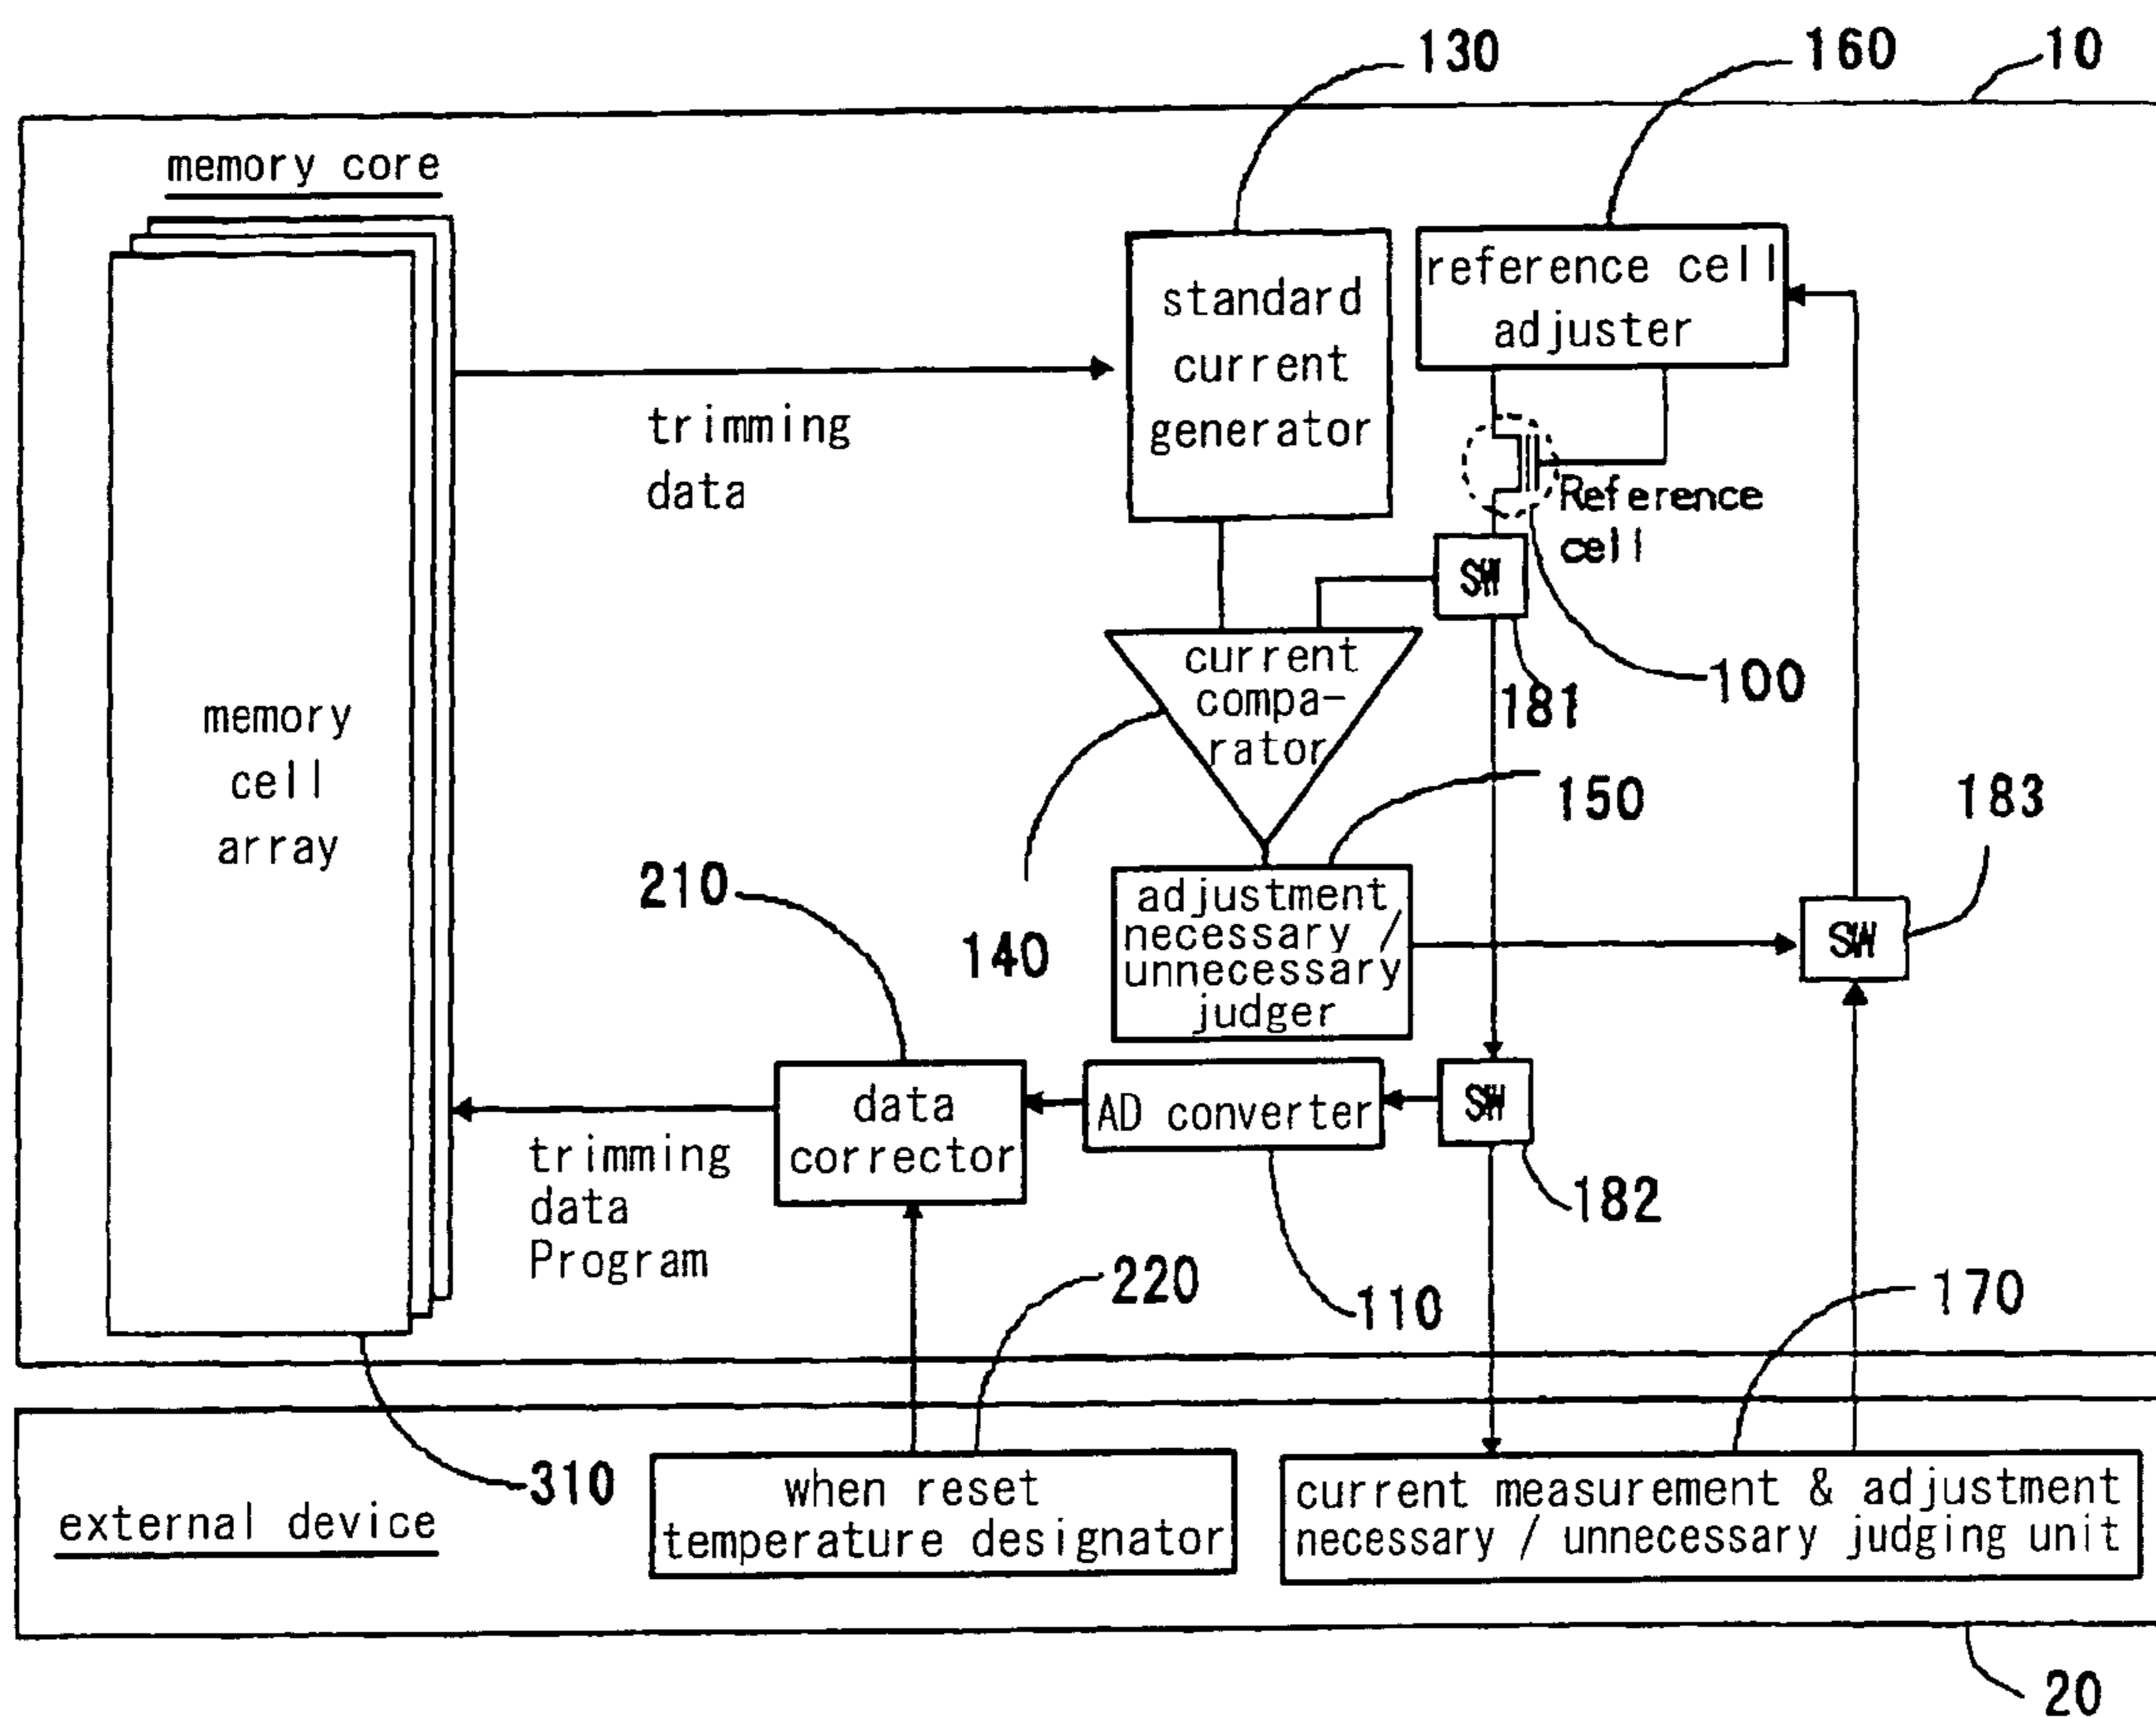 130
160
10
memory core
standard
current
generator
reference cell
adjuster
trimming
data
Reference
cell
SW
current
compa-
rator
181
100
memory
cell
array
150
183
210
140
adjustment
necessary /
unnecessary
judger
SW
data
corrector
AD converter
SW
trimming
data
Program
182
220
110
170
310
external device
when reset
temperature designator
current measurement & adjustment
necessary / unnecessary judging unit
20